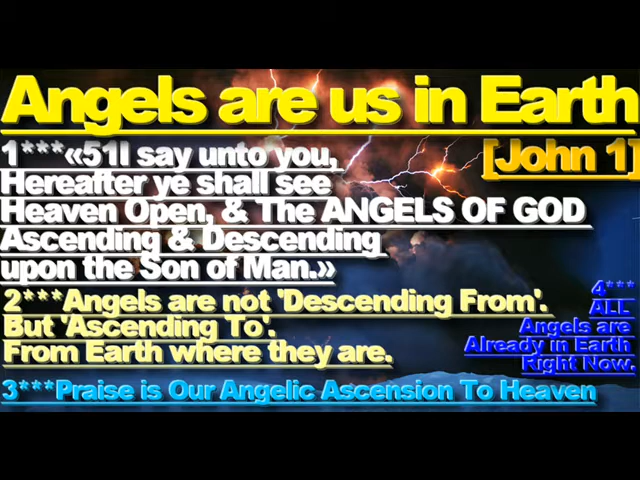 Angels are us in Earth
[John 1]
1***«51I say unto you,
Hereafter ye shall see
Heaven Open, & The ANGELS OF GOD
Ascending & Descending
upon the Son of Man.»
2***Angels are not 'Descending From'.
But 'Ascending To'.
From Earth where they are.
4***
ALL
Angels are
Already in Earth
Right Now.
3***Praise is Our Angelic Ascension To Heaven